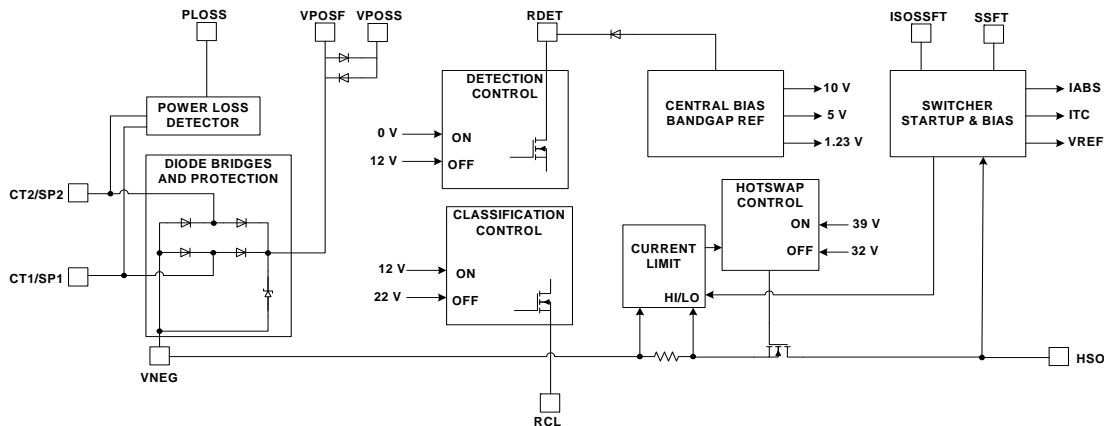 PLOSS
VPOSF
VPOSS
RDET
ISOSSFT
SSFT
POWER LOSS
DETECTOR
DETECTION
CONTROL
0 V
ON
12 V
OFF
CENTRAL BIAS
BANDGAP REF
10 V
5 V
1.23 V
SWITCHER
STARTUP & BIAS
IABS
ITC
VREF
DIODE BRIDGES
AND PROTECTION
CT2/SP2
CT1/SP1
CLASSIFICATION
CONTROL
12 V
ON
22 V
OFF
CURRENT
LIMIT
HI/LO
HOTSWAP
CONTROL
ON
39 V
OFF
32 V
VNEG
RCL
HSO